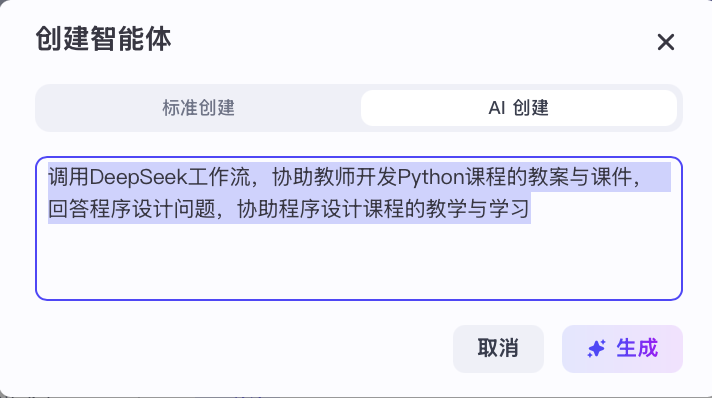 创建智能体
标准创建
AI 创建
调用DeepSeek工作流，协助教师开发Python课程的教案与课件，
回答程序设计问题，协助程序设计课程的教学与学习
取消
生成